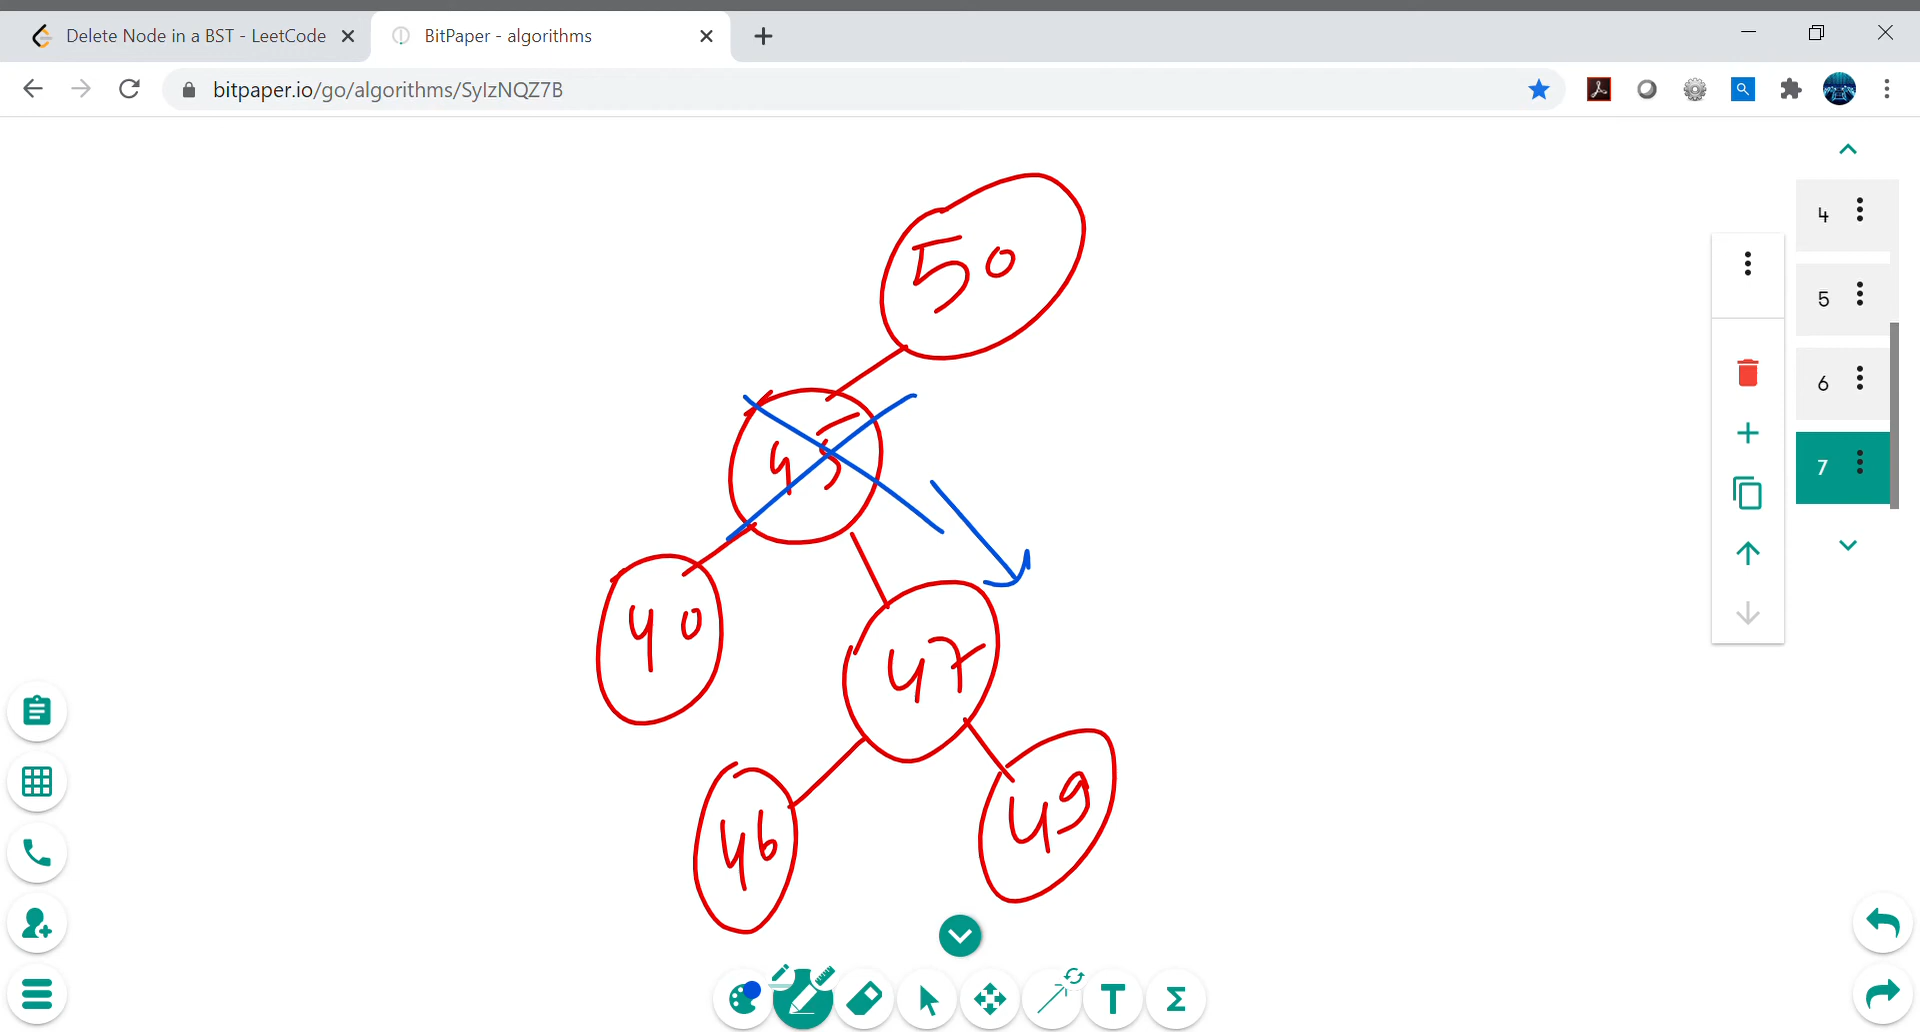 Delete Node in a BST - LeetCode
BitPaper - algorithms
bitpaper.io/go/algorithms/SyIzNQZ7B
50
45
40
47
46
49
4
5
6
7
T
Σ